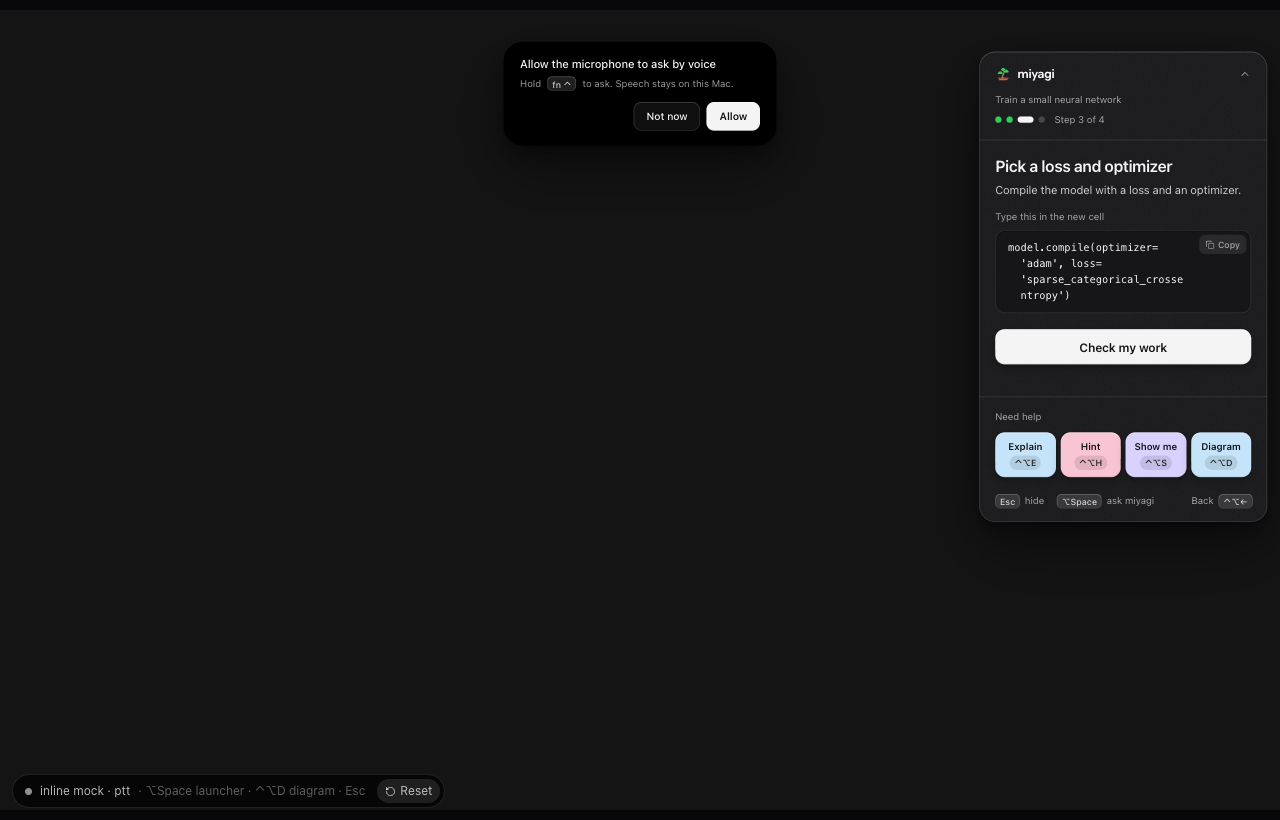 Allow the microphone to ask by voice
Hold fn ^ to ask. Speech stays on this Mac.
Not now
Allow
miyagi
Train a small neural network
Step 3 of 4
Pick a loss and optimizer
Compile the model with a loss and an optimizer.
Type this in the new cell
Copy
model.compile(optimizer=
'adam', loss=
'sparse_categorical_crosse
ntropy')
Check my work
Need help
Explain
Hint
Show me
Diagram
^⌥E
^⌥H
^⌥S
^⌥D
Esc hide ⌥Space ask miyagi Back ^⌥←
inline mock · ptt · ⌥Space launcher · ^⌥D diagram · Esc Reset